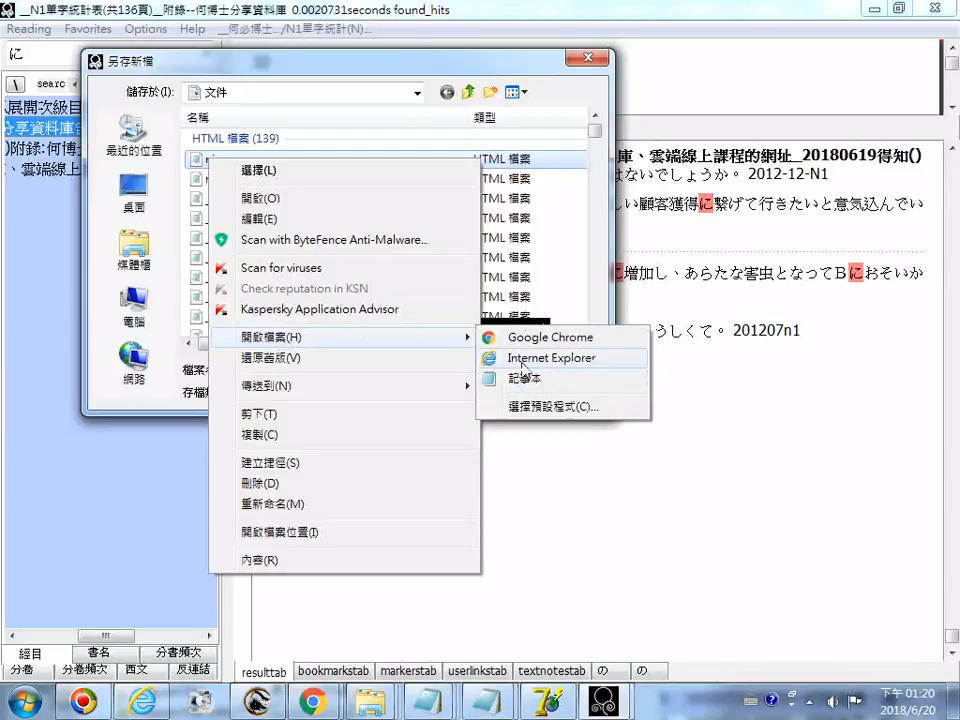 __N1單字統計表(共136頁)__附錄--何博士分享資料庫 0.0020731seconds found_hits
Reading Favorites Options Help __何必博士_../N1單字統計(N)...
に
\ searc
展開次級目
分享資料庫
)附錄:何博
、雲端線上
另存新檔
儲存於(I): 文件
名稱 類型
HTML 檔案 (139)
最近的位置
桌面
媒體櫃
電腦
網路
HTML 檔案
TML 檔案
TML 檔案
TML 檔案
TML 檔案
TML 檔案
TML 檔案
TML 檔案
TML 檔案
檔案名
存檔
選擇(L)
開啟(O)
編輯(E)
Scan with ByteFence Anti-Malware...
Scan for viruses
Check reputation in KSN
Kaspersky Application Advisor
開啟檔案(H)
還原舊版(V)
傳送到(N)
剪下(T)
複製(C)
建立捷徑(S)
刪除(D)
重新命名(M)
開啟檔案位置(I)
內容(R)
Google Chrome
Internet Explorer
記事本
選擇預設程式(C)...
庫、雲端線上課程的網址_20180619得知()
はないでしょうか。 2012-12-N1
しい顧客獲得に繋げて行きたいと意気込んでい
に増加し、あらたな害虫となってＢにおそいか
うしくて。 201207n1
經目 書名 分書頻次
分卷 分卷頻次 西文 反連結
resulttab bookmarkstab markerstab userlinkstab textnotestab の の
下午 01:20
2018/6/20